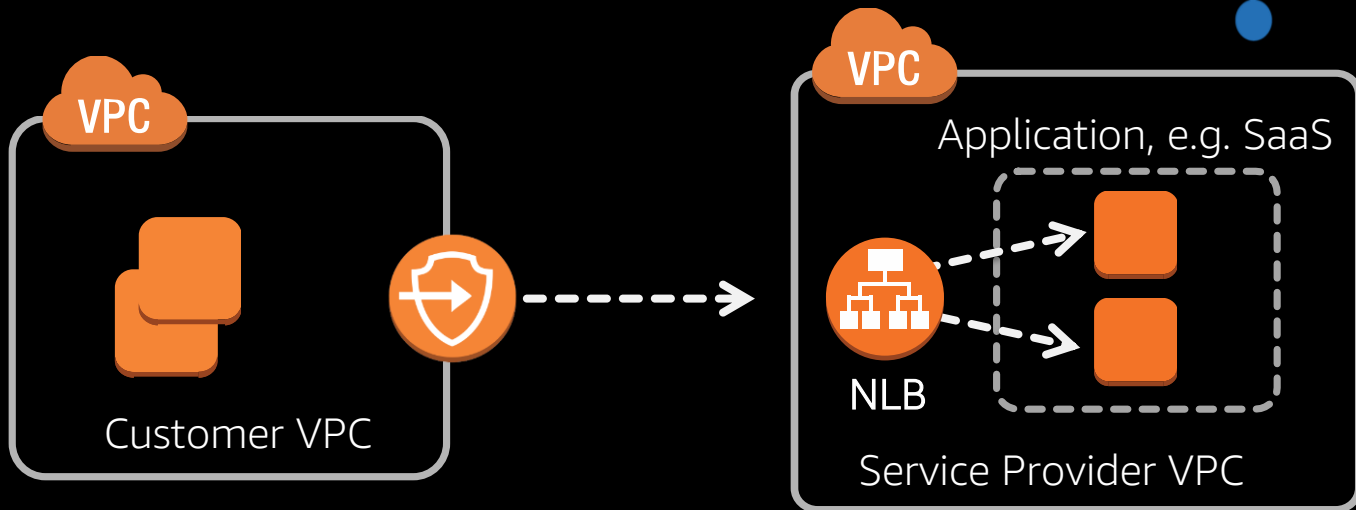 VPC
Customer VPC
VPC
Application, e.g. SaaS
NLB
Service Provider VPC